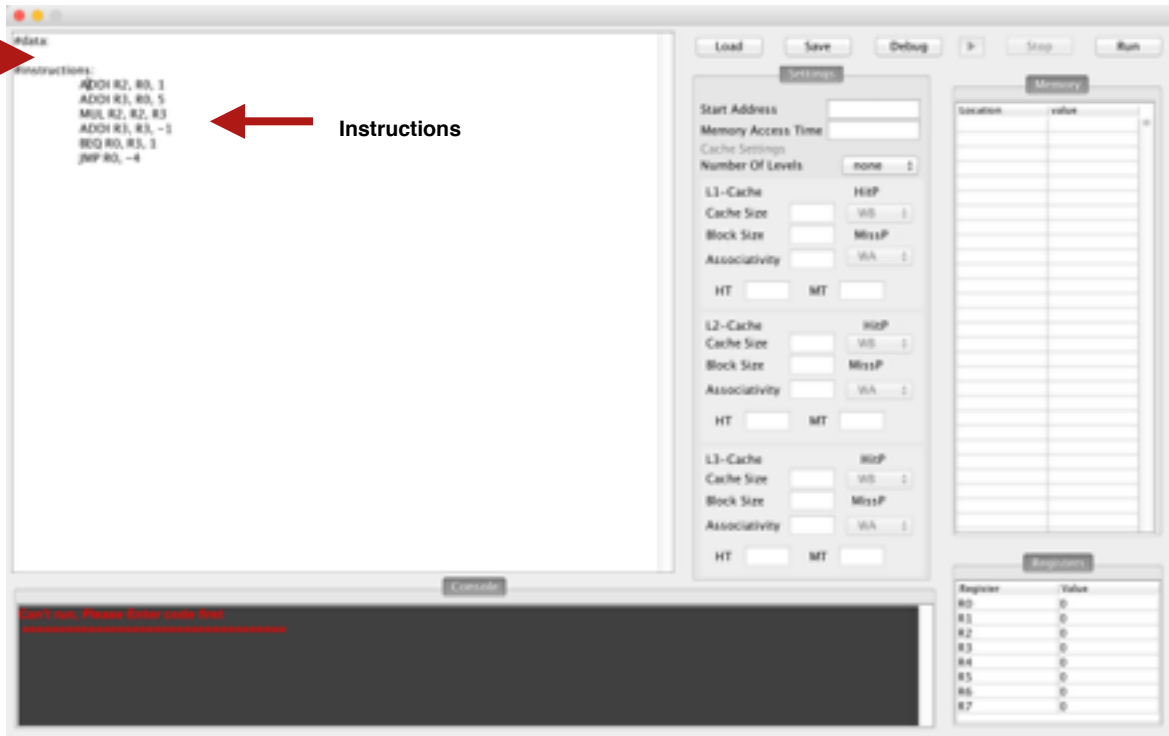 #data:
#instructions:
ADDI R2, R0, 1
ADDI R3, R0, 5
MUL R2, R2, R3
ADDI R3, R3, -1
BEQ R0, R3, 1
JMP R0, -4
Instructions
Load Save Debug Stop Run
Settings
Start Address
Memory Access Time
Cache Settings
Number Of Levels none
L1-Cache HitP
Cache Size WB
Block Size MissP
Associativity WA
HT MT
L2-Cache HitP
Cache Size WB
Block Size MissP
Associativity WA
HT MT
L3-Cache HitP
Cache Size WB
Block Size MissP
Associativity WA
HT MT
Memory
Location value
Console
Can't run, Please Enter code first
Registers
Register Value
R0 0
R1 0
R2 0
R3 0
R4 0
R5 0
R6 0
R7 0